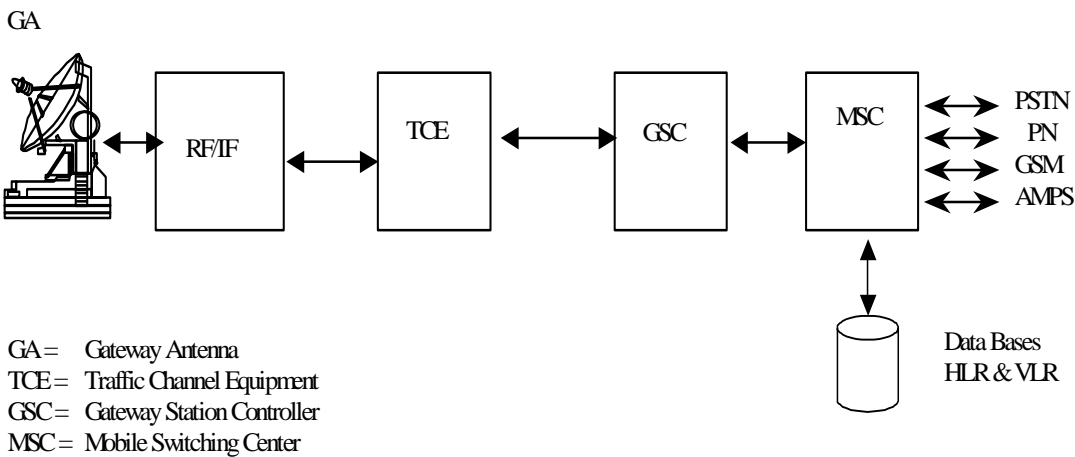 GA
RF/IF
TCE
GSC
MSC
PSTN
PN
GSM
AMPS
Data Bases
HLR & VLR
GA = Gateway Antenna
TCE = Traffic Channel Equipment
GSC = Gateway Station Controller
MSC = Mobile Switching Center